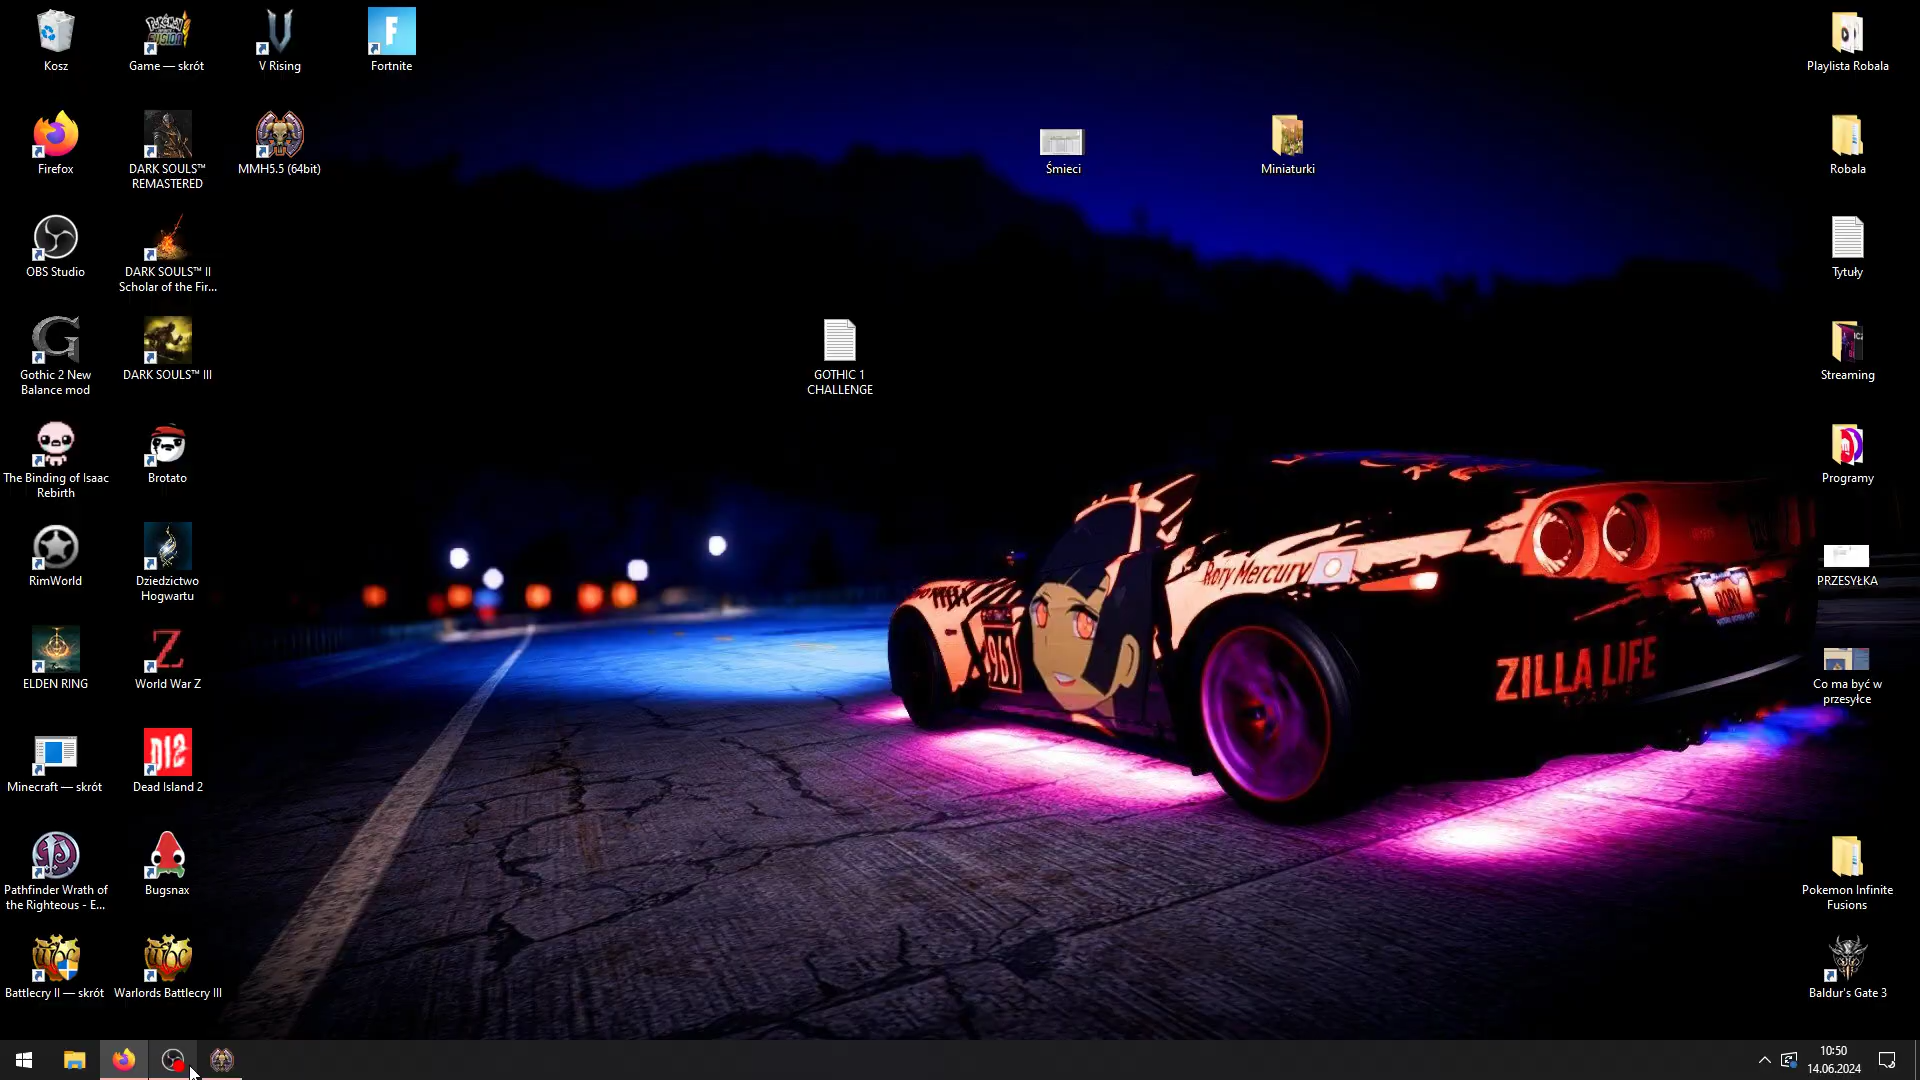 Kosz
Game — skrót
V Rising
Fortnite
Playlista Robala
Firefox
DARK SOULS™
REMASTERED
MMH5.5 (64bit)
Śmieci
Miniaturki
Robala
OBS Studio
DARK SOULS™ II
Scholar of the Fir...
Tytuły
Gothic 2 New
Balance mod
DARK SOULS™ III
GOTHIC 1
CHALLENGE
Streaming
The Binding of Isaac
Rebirth
Brotato
Programy
RimWorld
Dziedzictwo
Hogwartu
Rory Mercury
PRZESYŁKA
RORY
ELDEN RING
World War Z
961
ZILLA LIFE
Co ma być w
przesyłce
Minecraft — skrót
Dead Island 2
Pathfinder Wrath of
the Righteous - E...
Bugsnax
Pokemon Infinite
Fusions
Battlecry II — skrót
Warlords Battlecry III
Baldur's Gate 3
10:50
14.06.2024